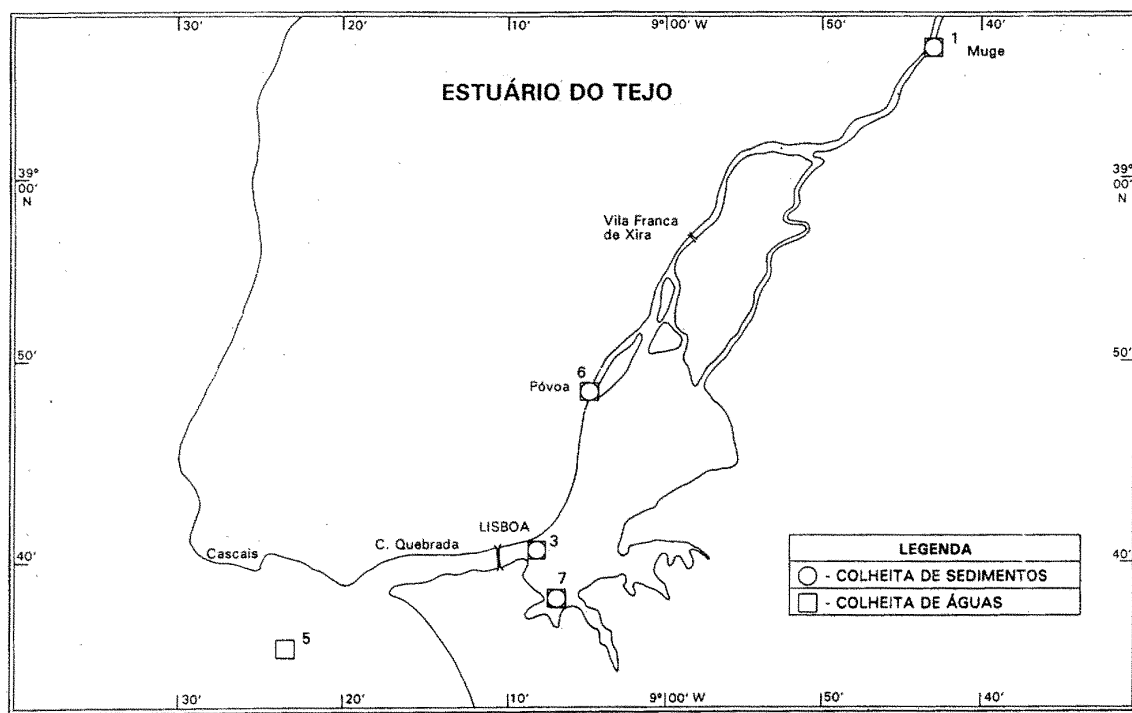 30'
20'
10'
9° 00' W
50'
40'
1
Muge
ESTUÁRIO DO TEJO
39°
00'
N
39°
00'
N
Vila Franca
de Xira
50'
50'
6
Póvoa
LISBOA
3
C. Quebrada
Cascais
40'
40'
7
5
LEGENDA
- COLHEITA DE SEDIMENTOS
- COLHEITA DE ÁGUAS
30'
20'
10'
9° 00' W
50'
40'